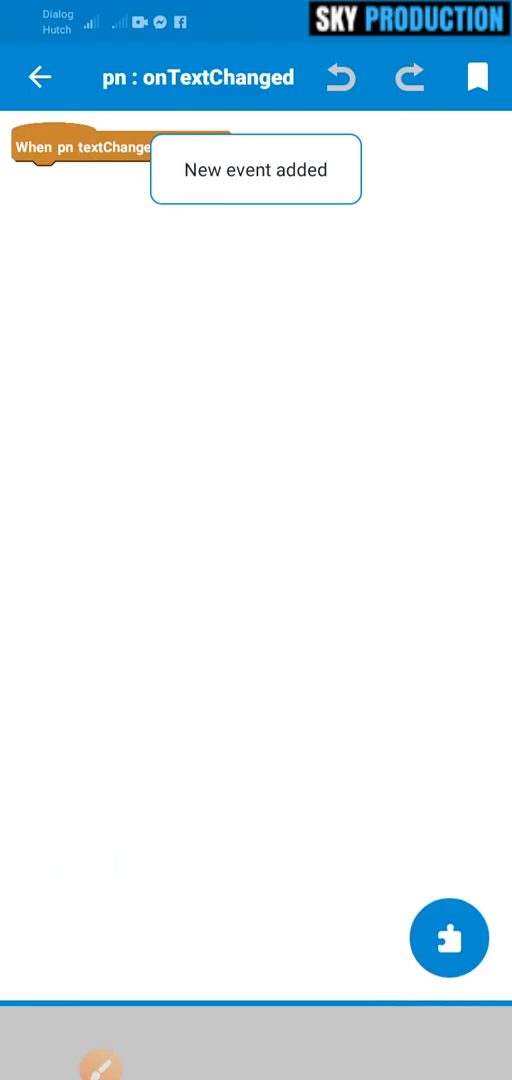 Dialog
Hutch
SKY PRODUCTION
pn : onTextChanged
When pn textChange
New event added